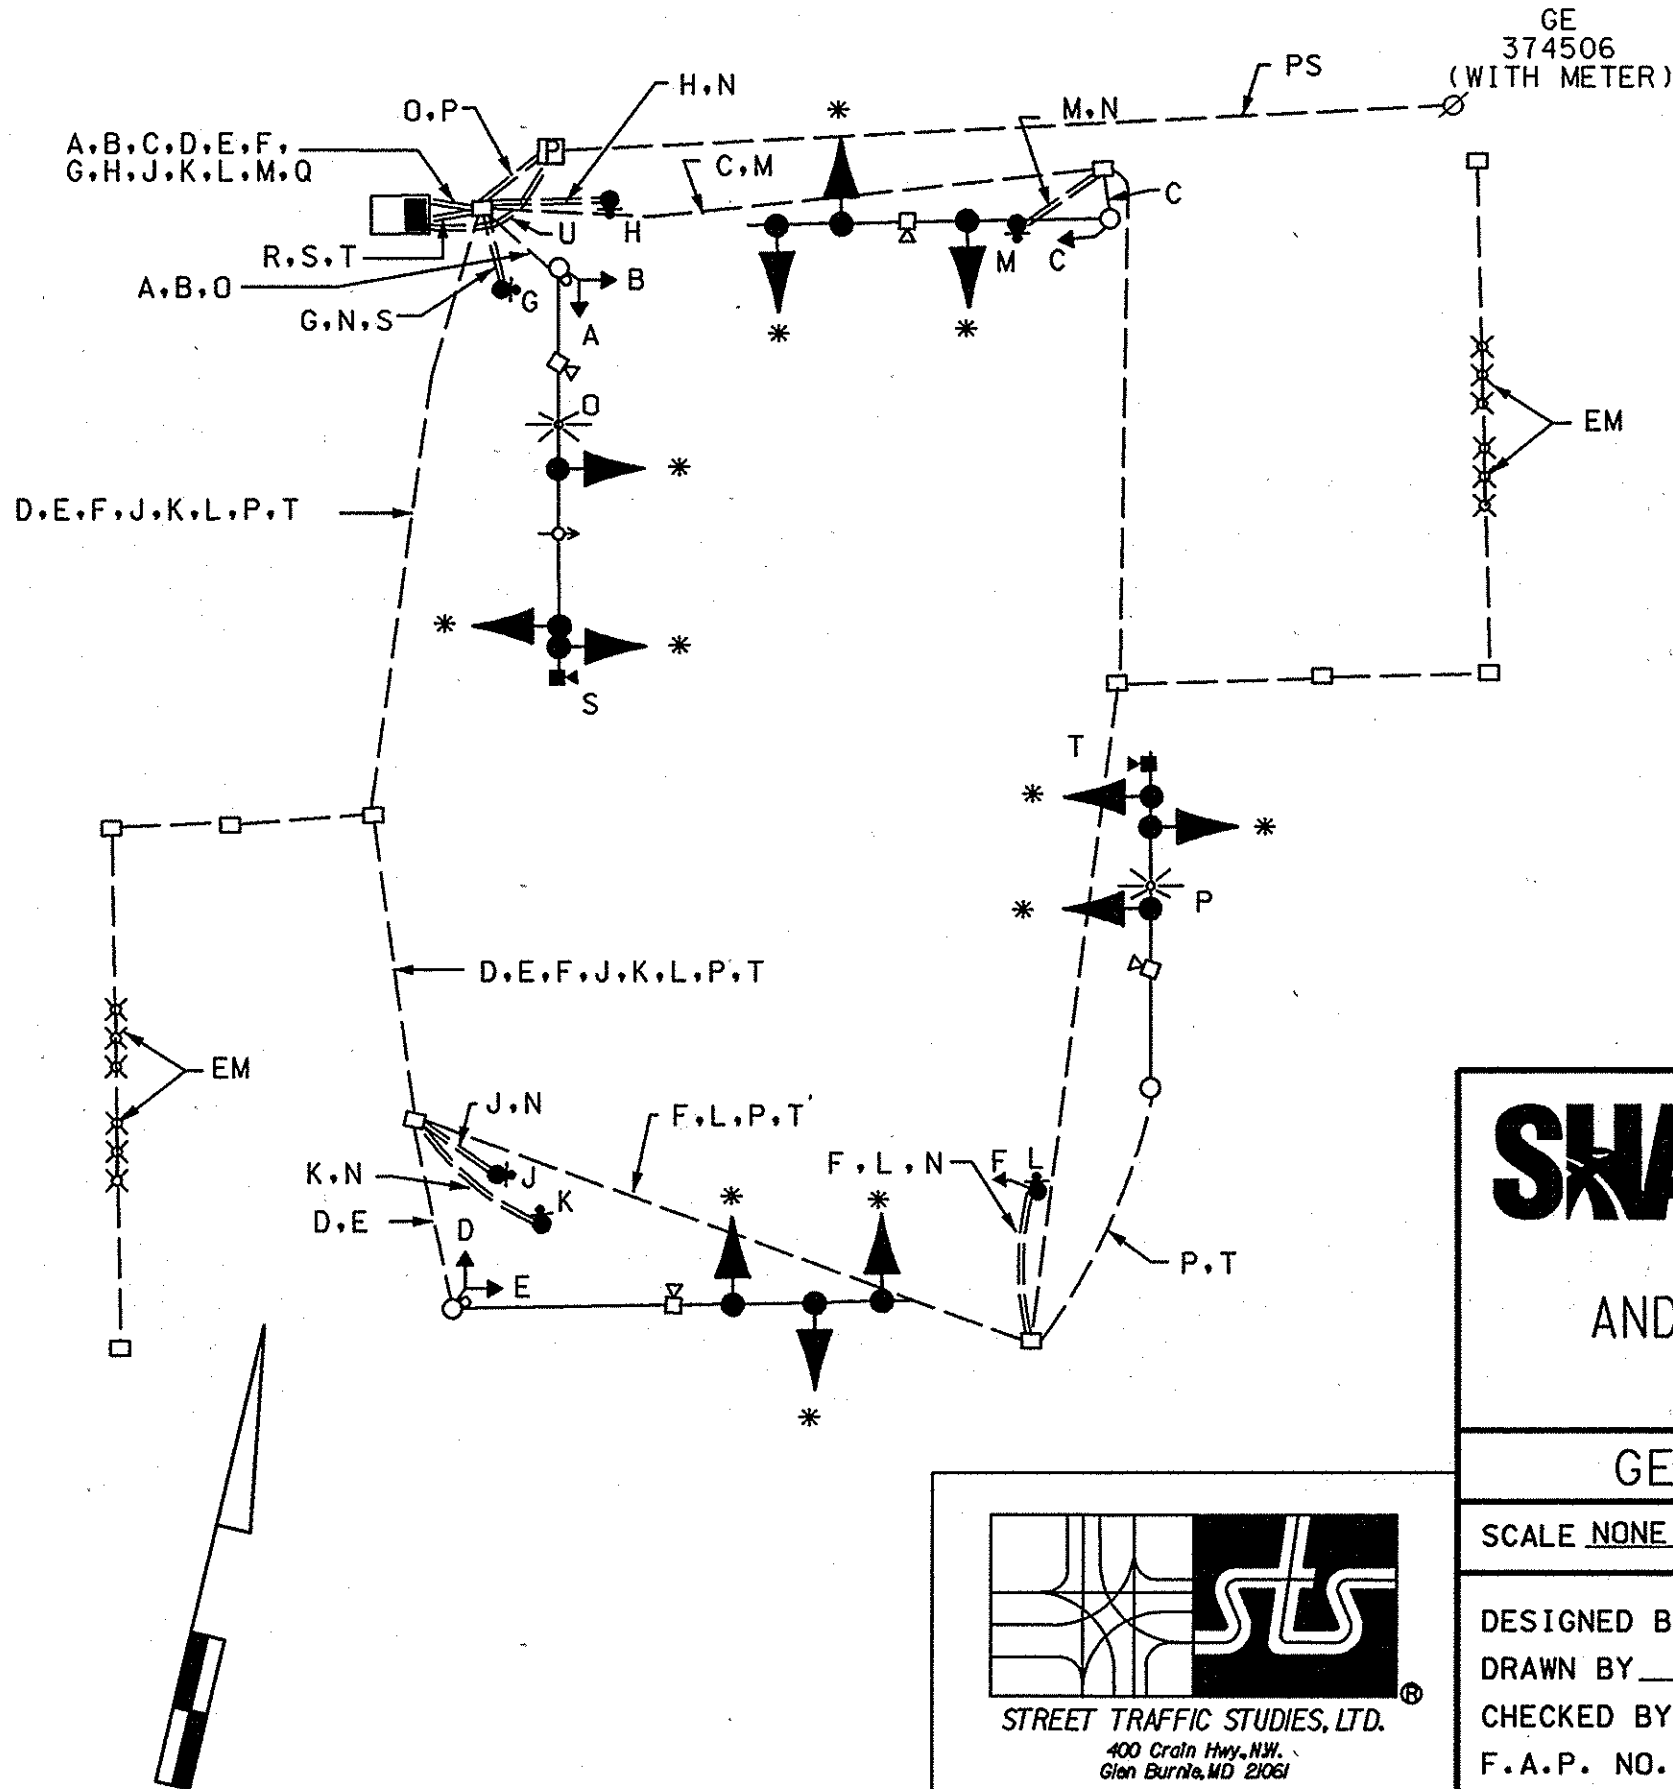 GE
374506
(WITH METER)
PS
H,N
O,P
M,N
A,B,C,D,E,F,
G,H,J,K,L,M,Q
P
C,M
C
U
H
M
C
R,S,T
B
A,B,O
G
G,N,S
A
O
EM
D,E,F,J,K,L,P,T
S
T
P
D,E,F,J,K,L,P,T
EM
J,N
F,L,P,T
F,L,N
F
L
K,N
J
K
D,E
D
P,T
E
SHA
AND
GE
SCALE NONE
DESIGNED B
DRAWN BY
CHECKED BY
F.A.P. NO.
STREET TRAFFIC STUDIES, LTD.
®
400 Crain Hwy., N.W.
Glen Burnie, MD 21061